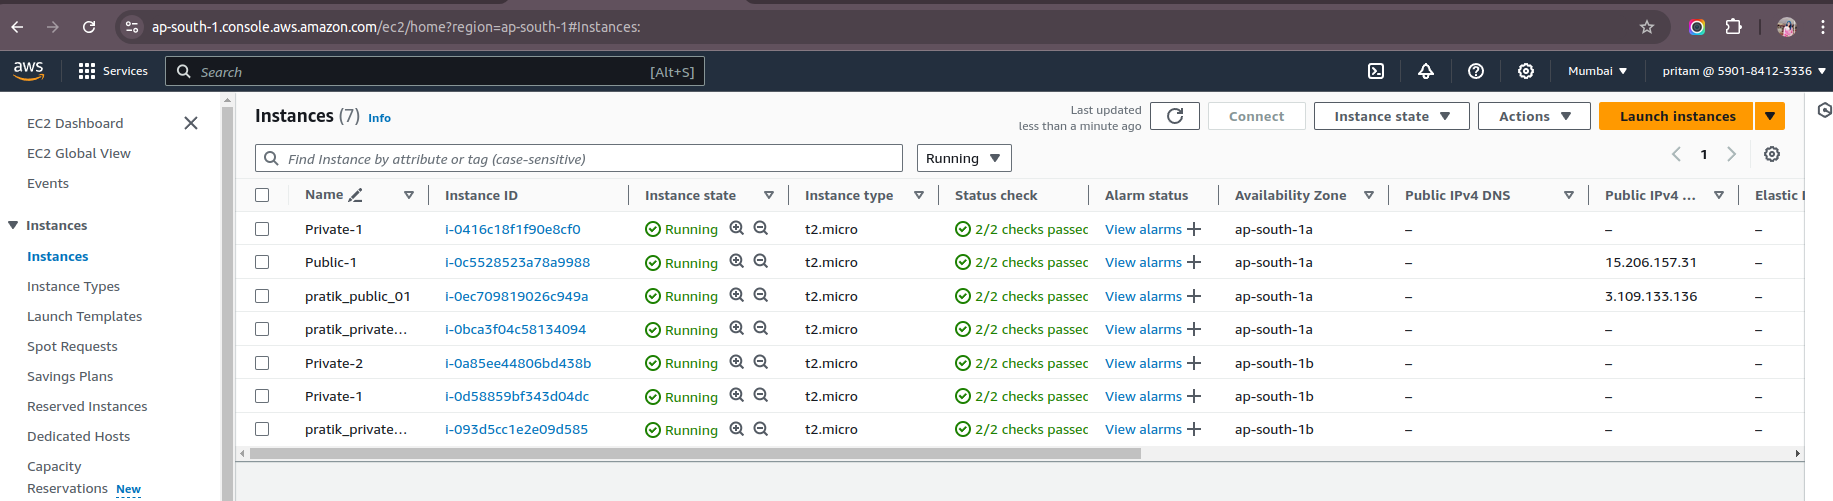 ap-south-1.console.aws.amazon.com/ec2/home?region=ap-south-1#Instances:
aws Services Search [Alt+S] Mumbai pritam @ 5901-8412-3336
EC2 Dashboard
EC2 Global View
Events
Instances
Instances
Instance Types
Launch Templates
Spot Requests
Savings Plans
Reserved Instances
Dedicated Hosts
Capacity
Reservations New
Instances (7) Info
Last updated
less than a minute ago
Connect Instance state Actions Launch instances
Find Instance by attribute or tag (case-sensitive) Running 1
Name Instance ID Instance state Instance type Status check Alarm status Availability Zone Public IPv4 DNS Public IPv4 ... Elastic I
Private-1 i-0416c18f1f90e8cf0 Running t2.micro 2/2 checks passec View alarms + ap-south-1a – – –
Public-1 i-0c5528523a78a9988 Running t2.micro 2/2 checks passec View alarms + ap-south-1a – 15.206.157.31 –
pratik_public_01 i-0ec709819026c949a Running t2.micro 2/2 checks passec View alarms + ap-south-1a – 3.109.133.136 –
pratik_private... i-0bca3f04c58134094 Running t2.micro 2/2 checks passec View alarms + ap-south-1a – – –
Private-2 i-0a85ee44806bd438b Running t2.micro 2/2 checks passec View alarms + ap-south-1b – – –
Private-1 i-0d58859bf343d04dc Running t2.micro 2/2 checks passec View alarms + ap-south-1b – – –
pratik_private... i-093d5cc1e2e09d585 Running t2.micro 2/2 checks passec View alarms + ap-south-1b – – –